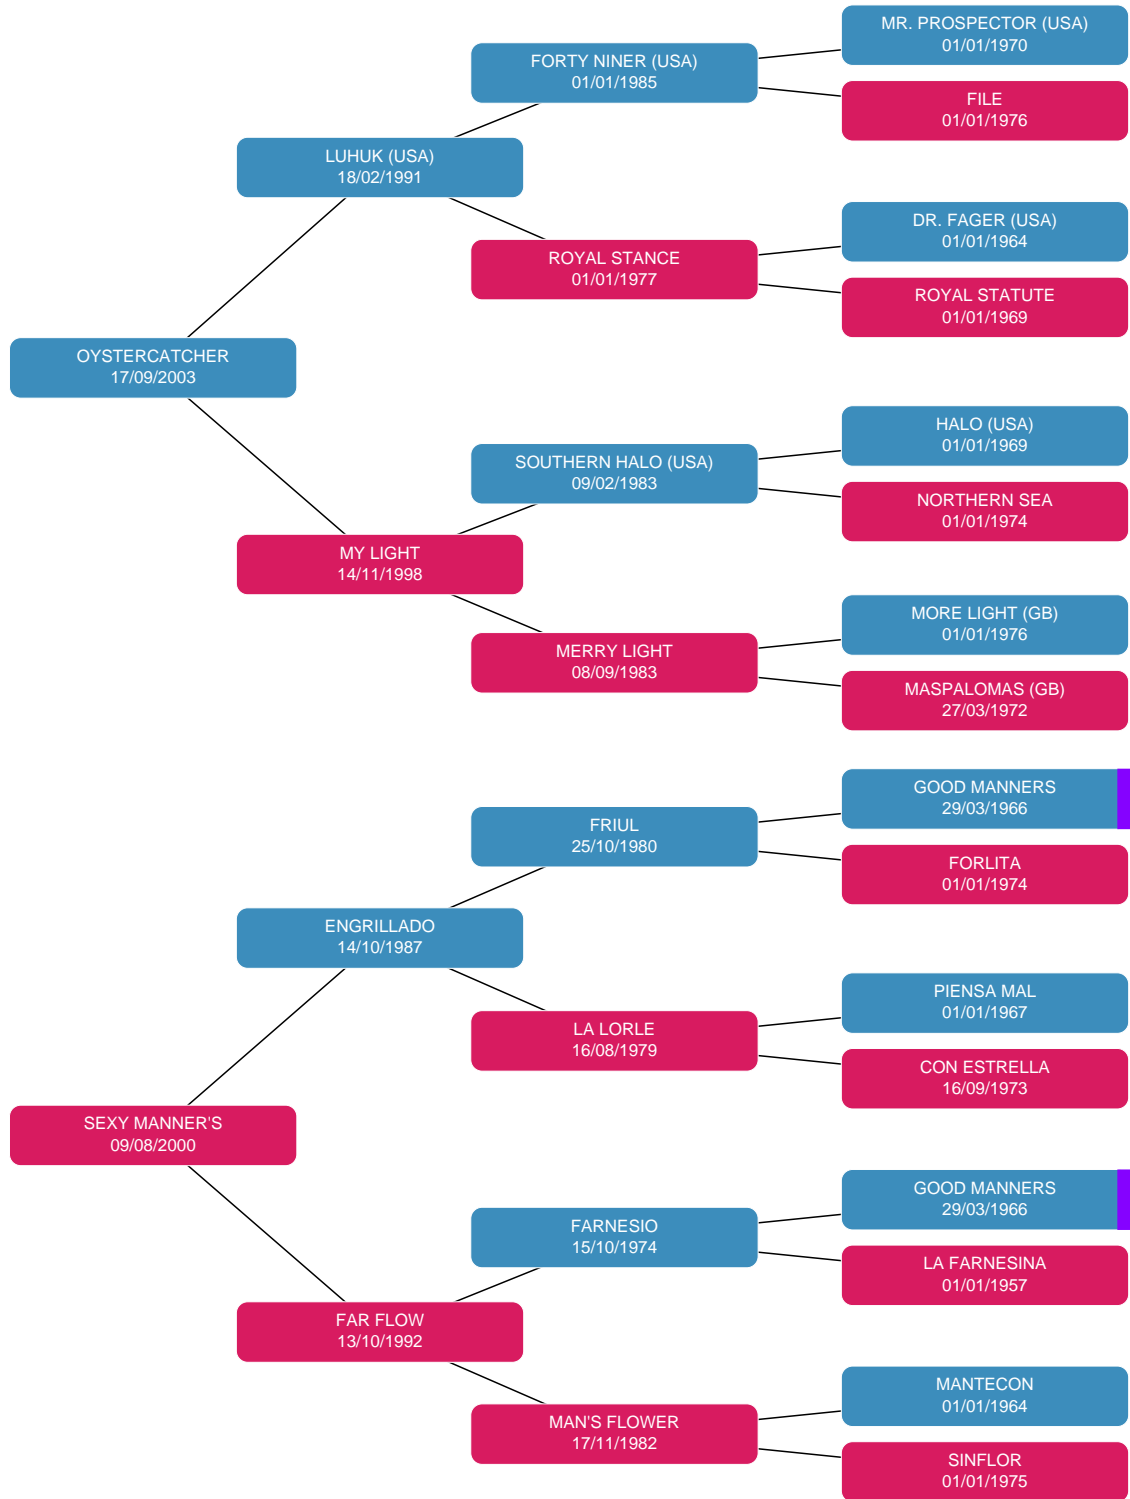 MR. PROSPECTOR (USA)
01/01/1970
FORTY NINER (USA)
01/01/1985
FILE
01/01/1976
LUHUK (USA)
18/02/1991
DR. FAGER (USA)
01/01/1964
ROYAL STANCE
01/01/1977
ROYAL STATUTE
01/01/1969
OYSTERCATCHER
17/09/2003
HALO (USA)
01/01/1969
SOUTHERN HALO (USA)
09/02/1983
NORTHERN SEA
01/01/1974
MY LIGHT
14/11/1998
MORE LIGHT (GB)
01/01/1976
MERRY LIGHT
08/09/1983
MASPALOMAS (GB)
27/03/1972
GOOD MANNERS
29/03/1966
FRIUL
25/10/1980
FORLITA
01/01/1974
ENGRILLADO
14/10/1987
PIENSA MAL
01/01/1967
LA LORLE
16/08/1979
CON ESTRELLA
16/09/1973
SEXY MANNER'S
09/08/2000
GOOD MANNERS
29/03/1966
FARNESIO
15/10/1974
LA FARNESINA
01/01/1957
FAR FLOW
13/10/1992
MANTECON
01/01/1964
MAN'S FLOWER
17/11/1982
SINFLOR
01/01/1975